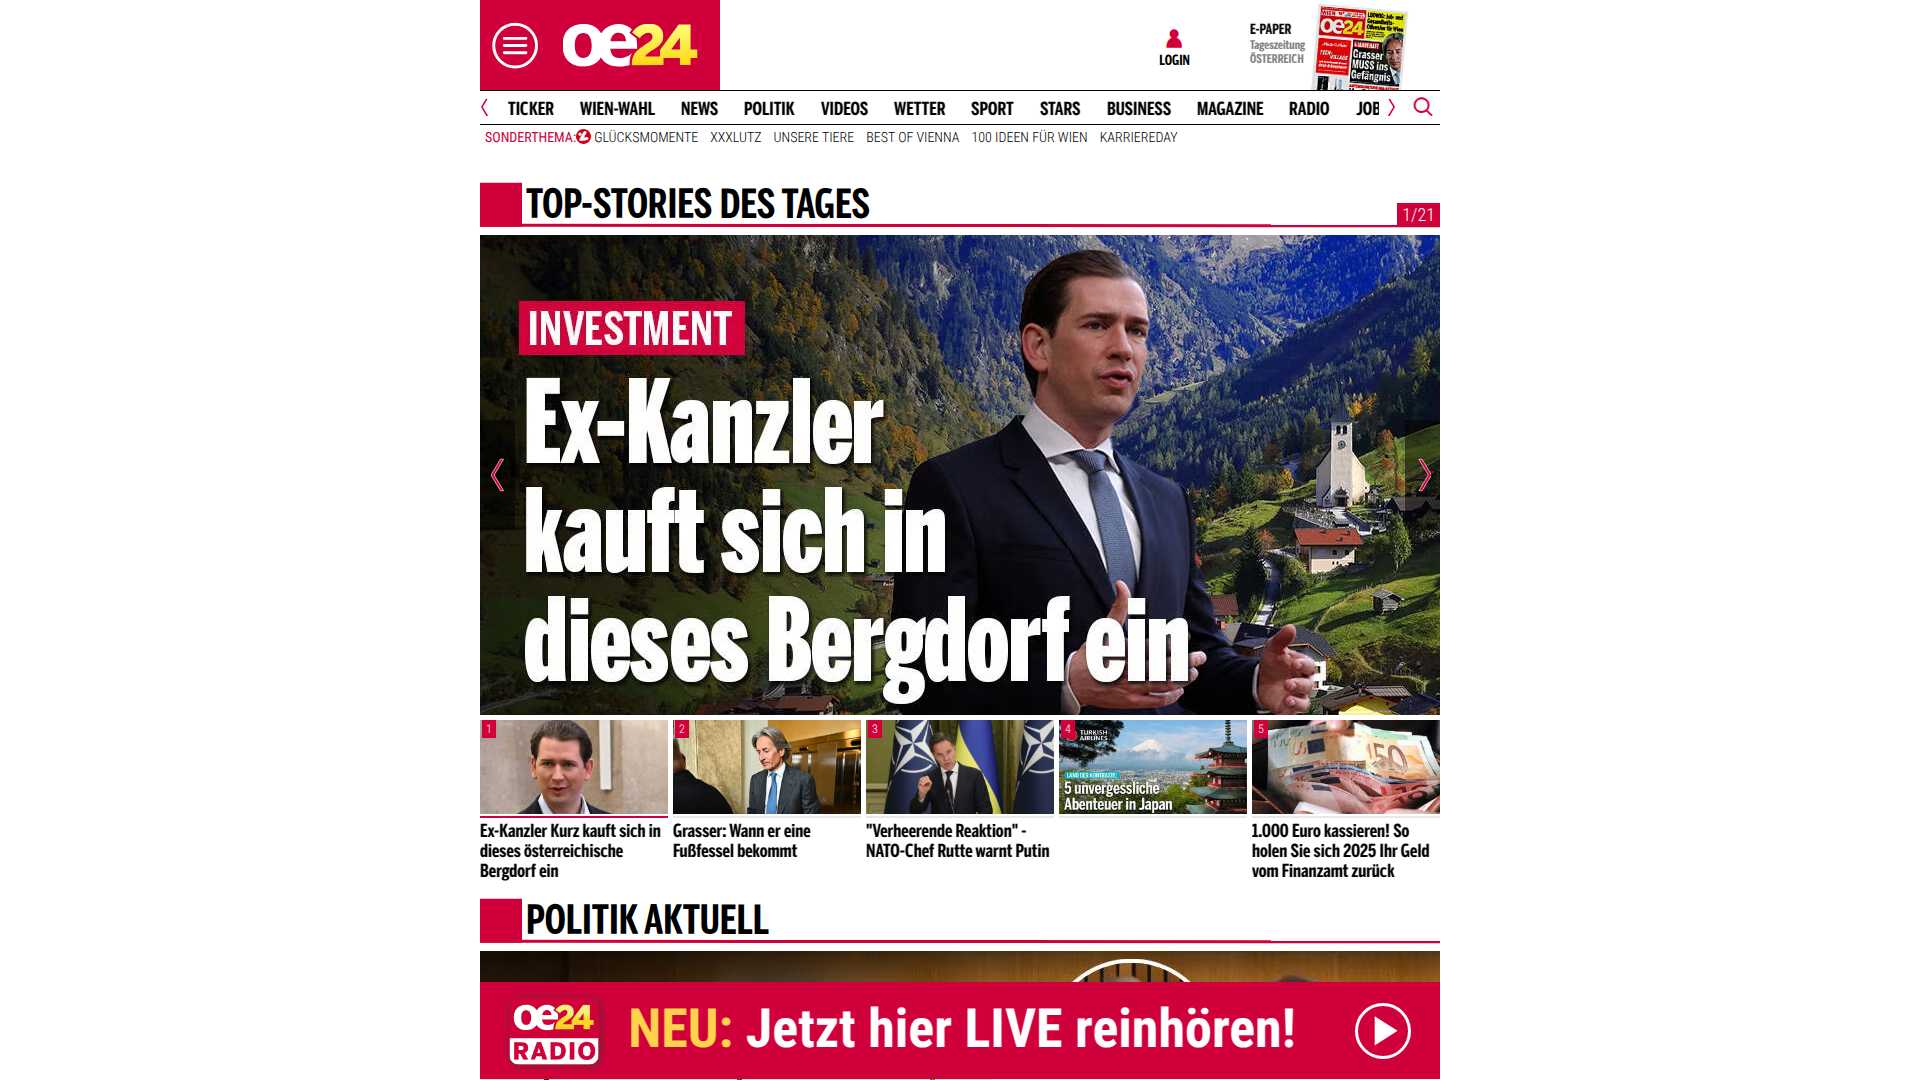 oe24
LOGIN
E-PAPER
Tageszeitung
ÖSTERREICH
oe24
Grasser
MUSS ins
Gefängnis
TICKER WIEN-WAHL NEWS POLITIK VIDEOS WETTER SPORT STARS BUSINESS MAGAZINE RADIO JOB
SONDERTHEMA: GLÜCKSMOMENTE XXXLUTZ UNSERE TIERE BEST OF VIENNA 100 IDEEN FÜR WIEN KARRIEREDAY
TOP-STORIES DES TAGES
1/21
INVESTMENT
Ex-Kanzler
kauft sich in
dieses Bergdorf ein
1
2
3
4
5
TURKISH
AIRLINES
LAND DER KONTRASTE
5 unvergessliche
Abenteuer in Japan
50
Ex-Kanzler Kurz kauft sich in
dieses österreichische
Bergdorf ein
Grasser: Wann er eine
Fußfessel bekommt
"Verheerende Reaktion" -
NATO-Chef Rutte warnt Putin
1.000 Euro kassieren! So
holen Sie sich 2025 Ihr Geld
vom Finanzamt zurück
POLITIK AKTUELL
oe24
RADIO
NEU: Jetzt hier LIVE reinhören!